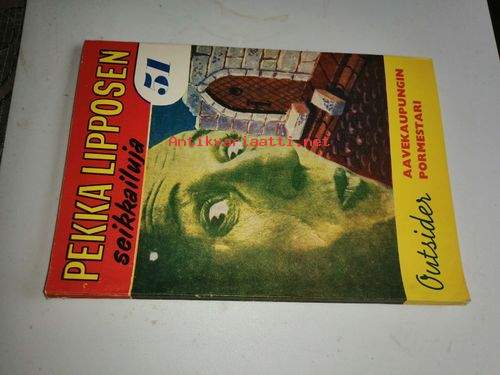 PEKKA LIPPOSEN
seikkailuja
51
Antikvariaatti.net
Outsider
AAVEKAUPUNGIN
PORMESTARI